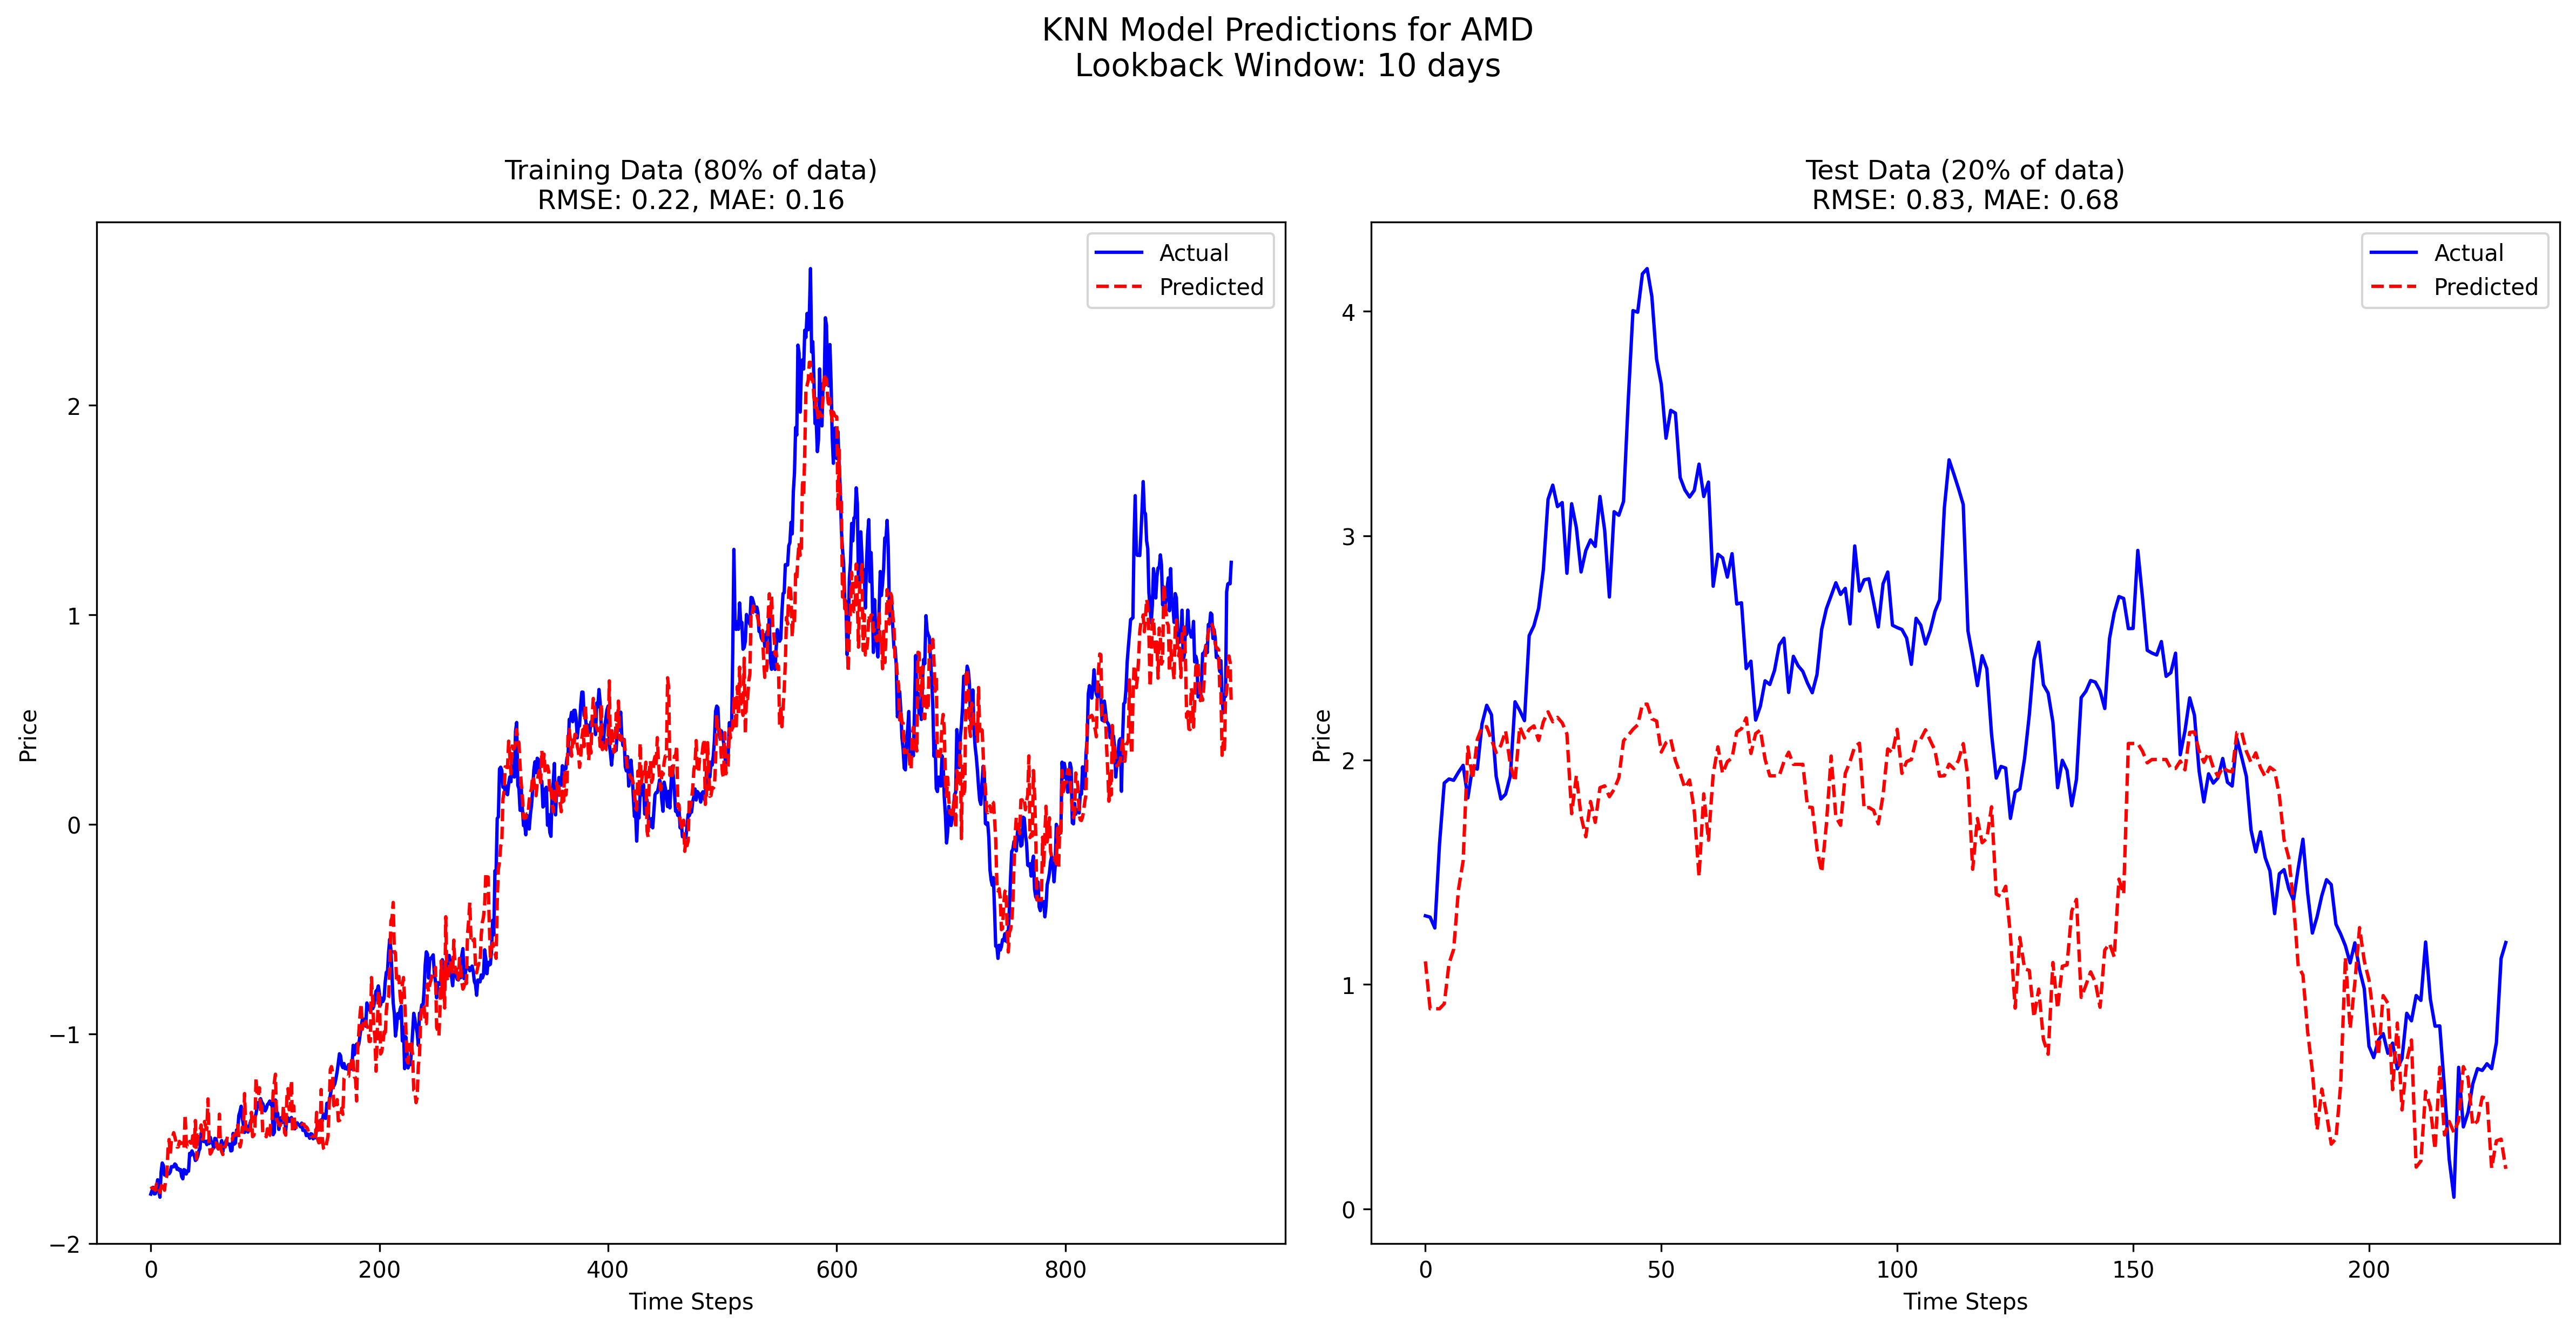 KNN Model Predictions for AMD
Lookback Window: 10 days
Training Data (80% of data)
RMSE: 0.22, MAE: 0.16
Actual
Predicted
Price
2
1
0
−1
−2
0
200
400
600
800
Time Steps
Test Data (20% of data)
RMSE: 0.83, MAE: 0.68
Actual
Predicted
Price
4
3
2
1
0
0
50
100
150
200
Time Steps